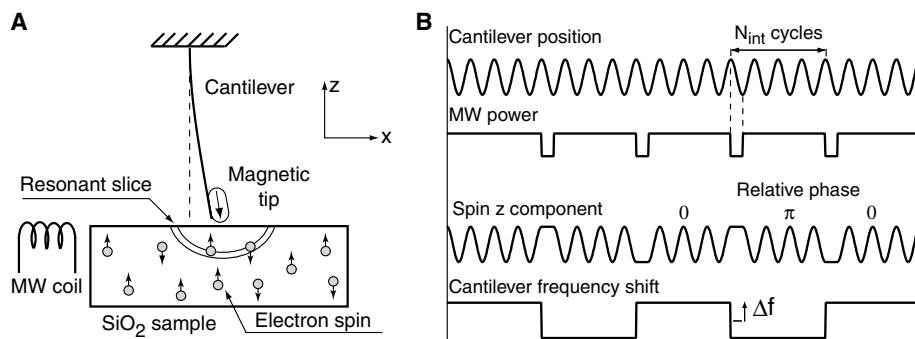 A
Cantilever
z
x
Magnetic
tip
Resonant slice
MW coil
SiO2 sample
Electron spin
B
Nint cycles
Cantilever position
MW power
Relative phase
Spin z component
0
π
0
Cantilever frequency shift
Δf